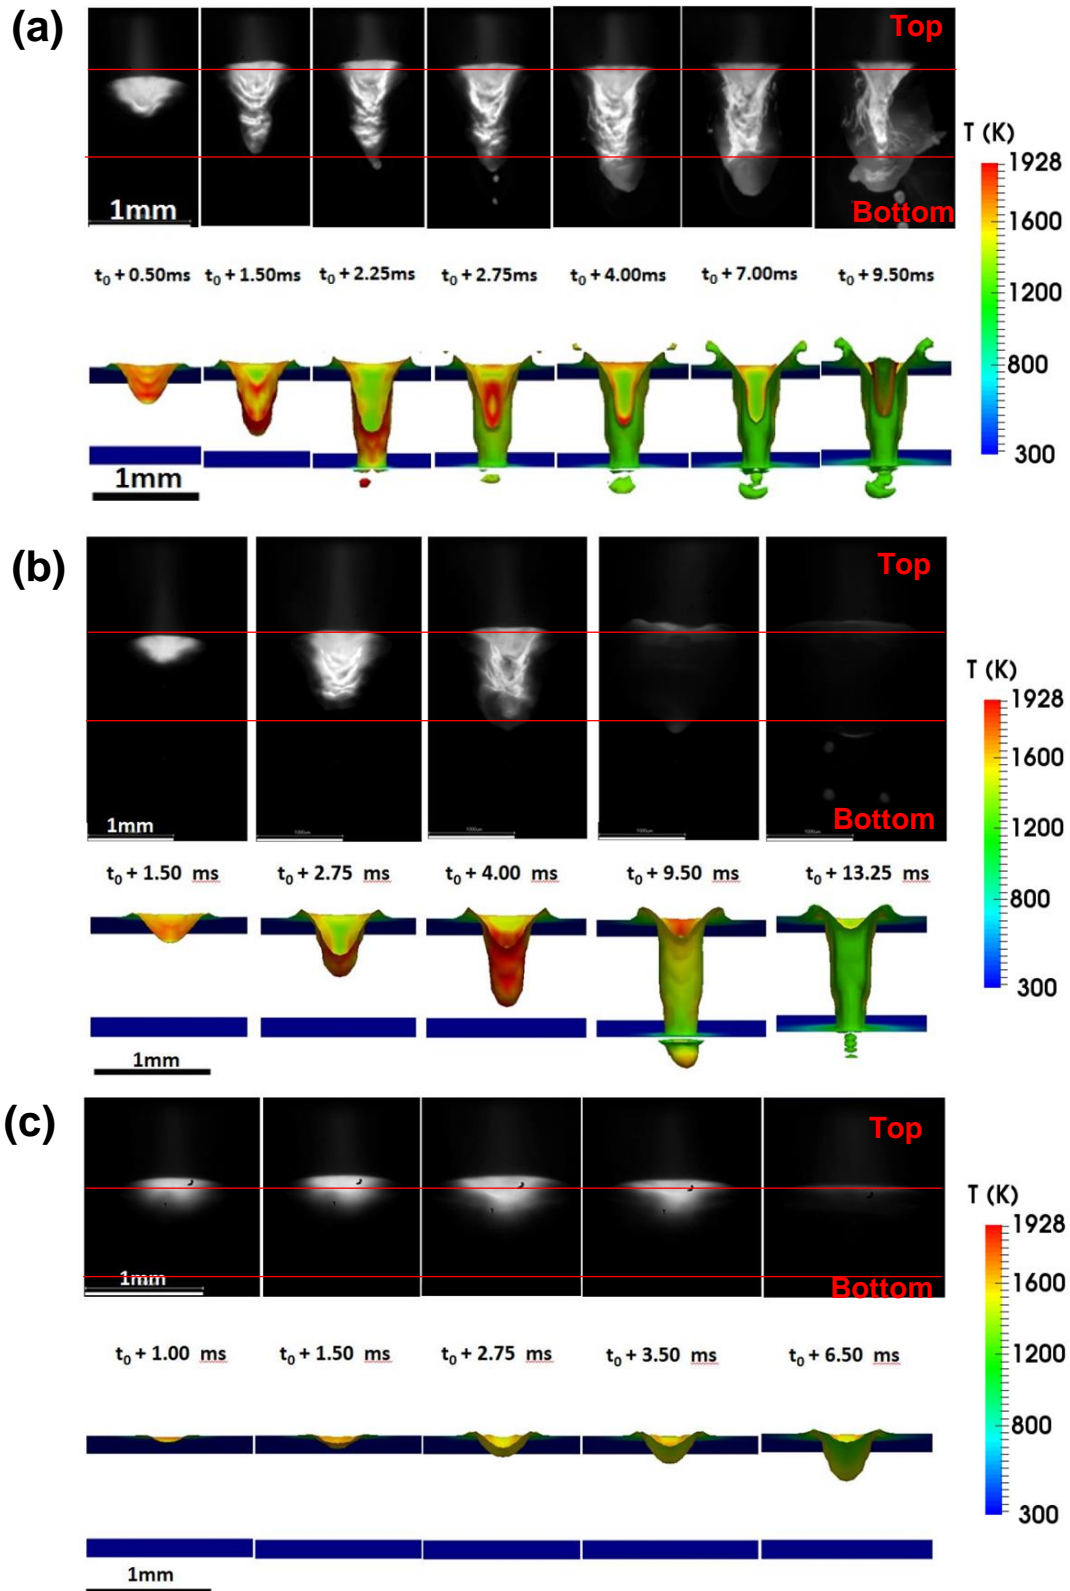 (a)
Top
1mm
Bottom
T (K)
1928
1600
1200
800
300
t₀ + 0.50ms t₀ + 1.50ms t₀ + 2.25ms t₀ + 2.75ms t₀ + 4.00ms t₀ + 7.00ms t₀ + 9.50ms
1mm
(b)
Top
1mm
Bottom
T (K)
1928
1600
1200
800
300
t₀ + 1.50 ms t₀ + 2.75 ms t₀ + 4.00 ms t₀ + 9.50 ms t₀ + 13.25 ms
1mm
(c)
Top
1mm
Bottom
T (K)
1928
1600
1200
800
300
t₀ + 1.00 ms t₀ + 1.50 ms t₀ + 2.75 ms t₀ + 3.50 ms t₀ + 6.50 ms
1mm